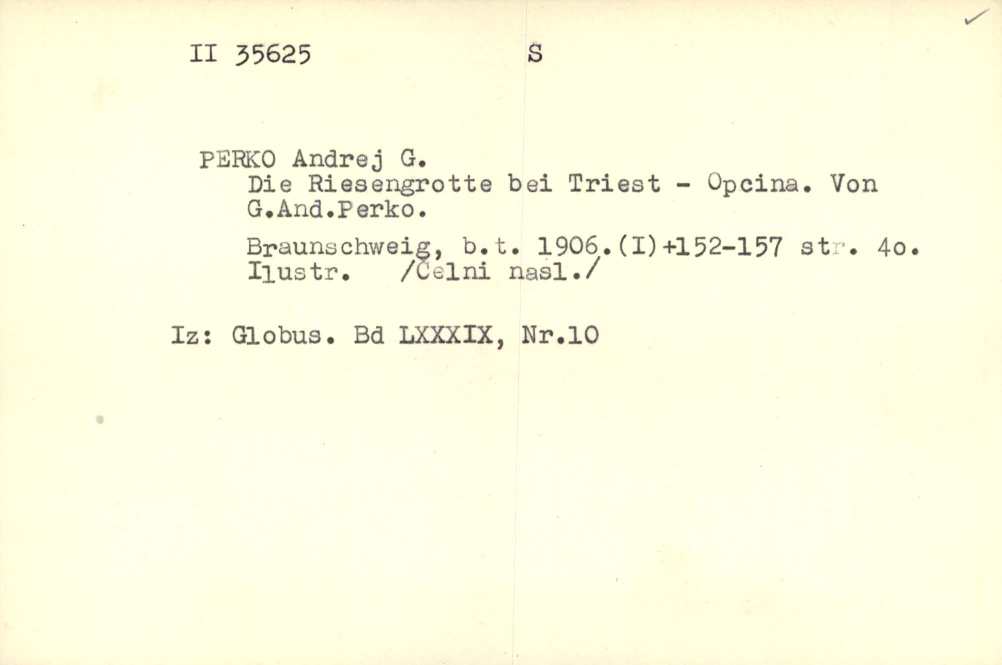 II 35625 S
PERKO Andrej G.
Die Riesengrotte bei Triest - Opcina. Von
G.And.Perko.
Braunschweig, b.t. 1906.(I)+152-157 str. 4o.
Ilustr. /Čelni nasl./
Iz: Globus. Bd LXXXIX, Nr.10